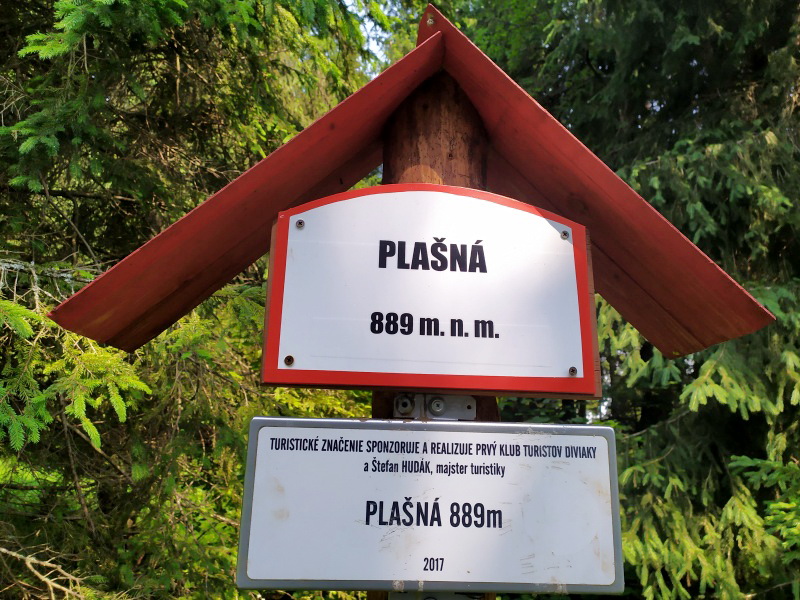 PLAŠNÁ
889 m. n. m.
TURISTICKÉ ZNAČENIE SPONZORUJE A REALIZUJE PRVÝ KLUB TURISTOV DIVIAKY
a Štefan HUDÁK, majster turistiky
PLAŠNÁ 889m
2017